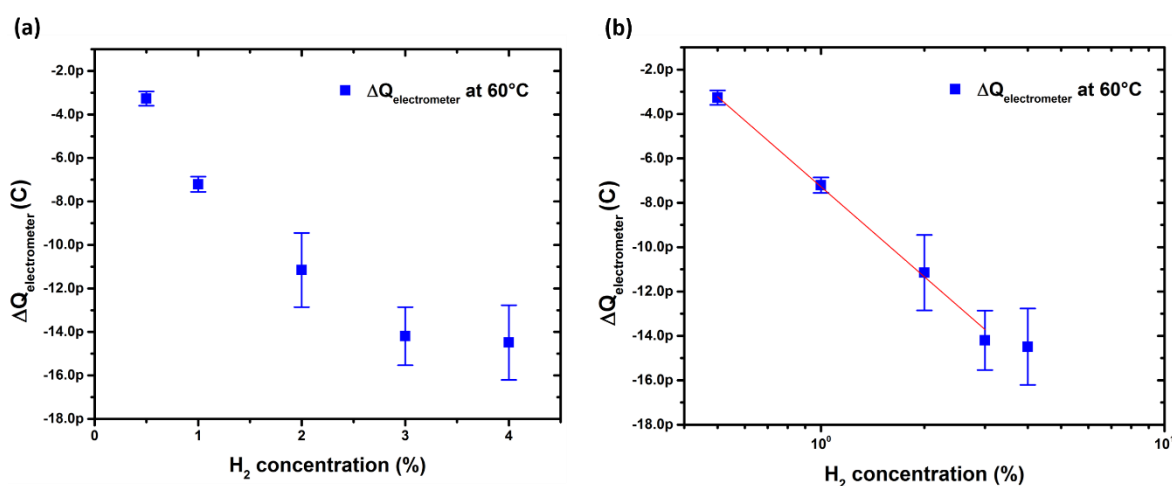 (a)
ΔQelectrometer (C)
-2.0p
-4.0p
-6.0p
-8.0p
-10.0p
-12.0p
-14.0p
-16.0p
-18.0p
ΔQelectrometer at 60°C
0 1 2 3 4
H2 concentration (%)
(b)
ΔQelectrometer (C)
-2.0p
-4.0p
-6.0p
-8.0p
-10.0p
-12.0p
-14.0p
-16.0p
-18.0p
ΔQelectrometer at 60°C
10⁰ 10¹
H2 concentration (%)